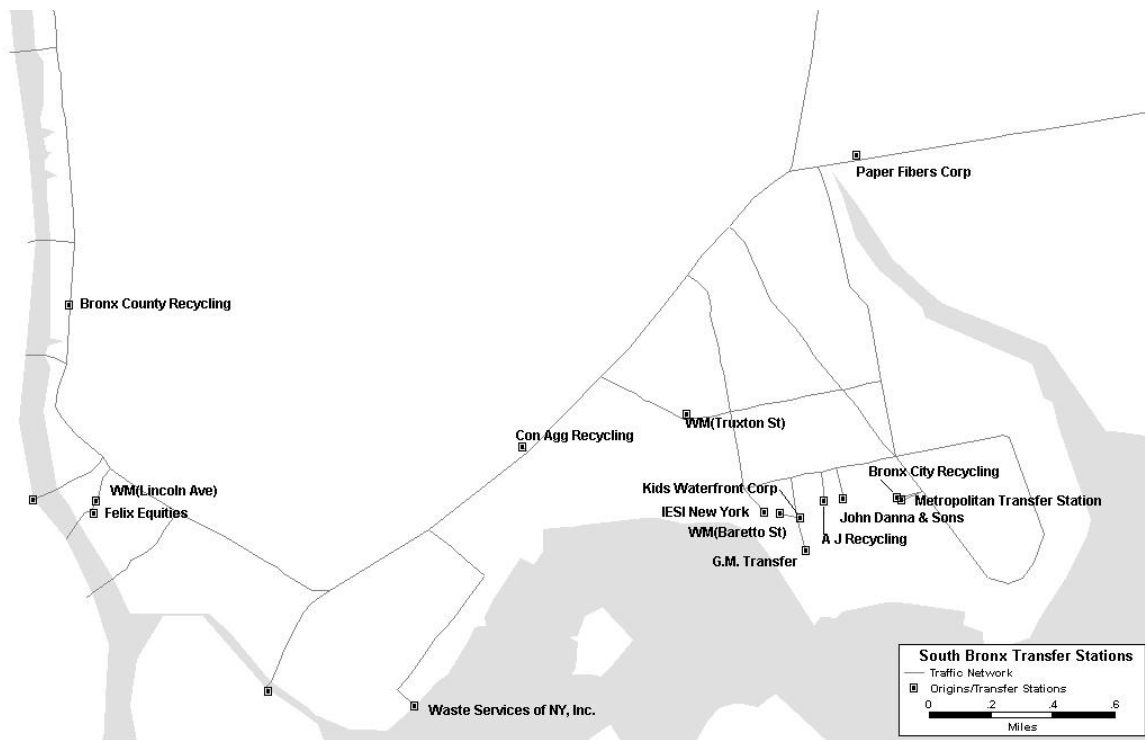 Paper Fibers Corp
Bronx County Recycling
Con Agg Recycling
WM(Truxton St)
Bronx City Recycling
WM(Lincoln Ave)
Kids Waterfront Corp
Metropolitan Transfer Station
Felix Equities
IESI New York
John Danna & Sons
WM(Baretto St)
A J Recycling
G.M. Transfer
Waste Services of NY, Inc.
South Bronx Transfer Stations
Traffic Network
Origins/Transfer Stations
0 .2 .4 .6
Miles